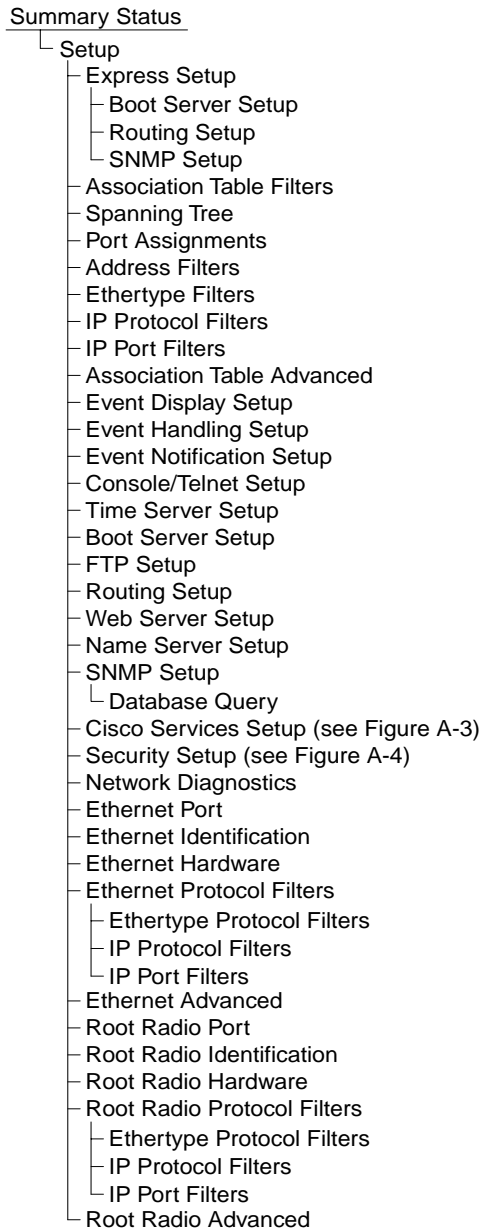 Summary Status
Setup
Express Setup
Boot Server Setup
Routing Setup
SNMP Setup
Association Table Filters
Spanning Tree
Port Assignments
Address Filters
Ethertype Filters
IP Protocol Filters
IP Port Filters
Association Table Advanced
Event Display Setup
Event Handling Setup
Event Notification Setup
Console/Telnet Setup
Time Server Setup
Boot Server Setup
FTP Setup
Routing Setup
Web Server Setup
Name Server Setup
SNMP Setup
Database Query
Cisco Services Setup (see Figure A-3)
Security Setup (see Figure A-4)
Network Diagnostics
Ethernet Port
Ethernet Identification
Ethernet Hardware
Ethernet Protocol Filters
Ethertype Protocol Filters
IP Protocol Filters
IP Port Filters
Ethernet Advanced
Root Radio Port
Root Radio Identification
Root Radio Hardware
Root Radio Protocol Filters
Ethertype Protocol Filters
IP Protocol Filters
IP Port Filters
Root Radio Advanced